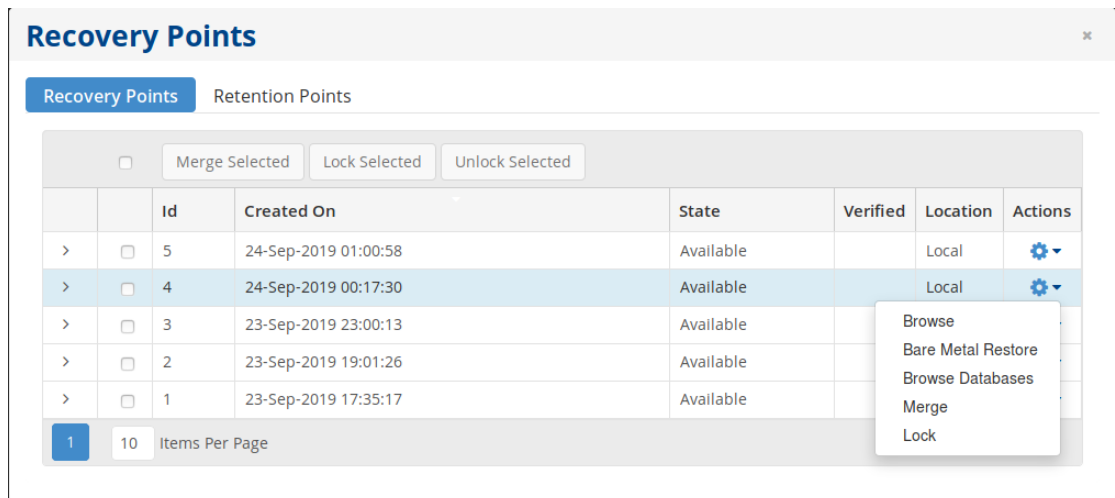 Recovery Points
Recovery Points Retention Points
Merge Selected Lock Selected Unlock Selected
Id Created On State Verified Location Actions
5 24-Sep-2019 01:00:58 Available Local
4 24-Sep-2019 00:17:30 Available Local
3 23-Sep-2019 23:00:13 Available
2 23-Sep-2019 19:01:26 Available
1 23-Sep-2019 17:35:17 Available
Browse
Bare Metal Restore
Browse Databases
Merge
Lock
1 10 Items Per Page